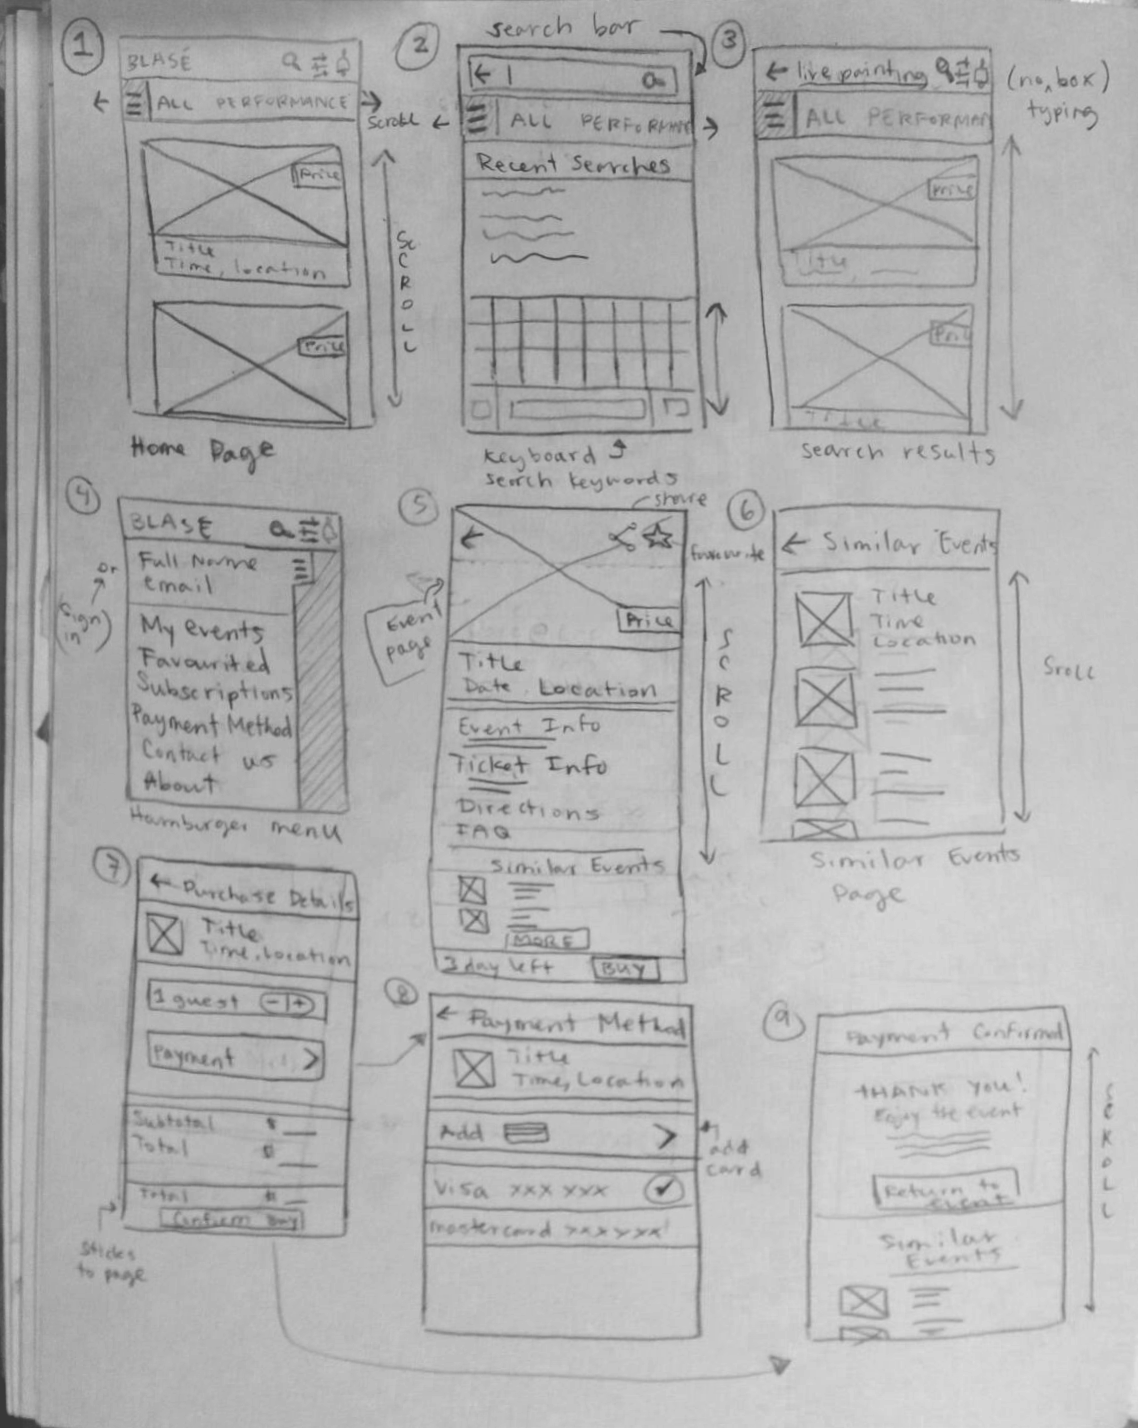 1
BLASÉ
ALL PERFORMANCE
scroll
Price
Title
Time, location
Price
SCROLL
Home Page
2
search bar
ALL PERFORMAN
Recent Searches
keyboard
search keywords
3
live painting
(no box)
typing
ALL PERFORMAN
Price
Title
Price
Title
search results
4
BLASÉ
Full Name
email
or
(sign
in)
My events
Favourited
Subscriptions
Payment Method
Contact us
About
Hamburger menu
5
share
favourite
Event
page
Price
Title
Date, Location
Event Info
Ticket Info
Directions
FAQ
Similar Events
MORE
3 day left
BUY
SCROLL
6
Similar Events
Title
Time
Location
Sroll
Similar Events
Page
7
Purchase Details
Title
Time, Location
1 guest - +
Payment >
Subtotal $
Total $
Total $
Confirm Buy
Sticks
to page
8
Payment Method
Title
Time, Location
Add >
add
card
Visa xxx xxx
mastercard xxxyxx
9
Payment Confirmed
THANK YOU!
Enjoy the event
Return to
event
Similar
Events
SCROLL